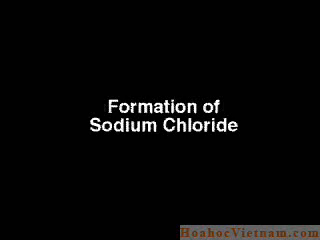 Formation of
Sodium Chloride
HoahocVietnam.com